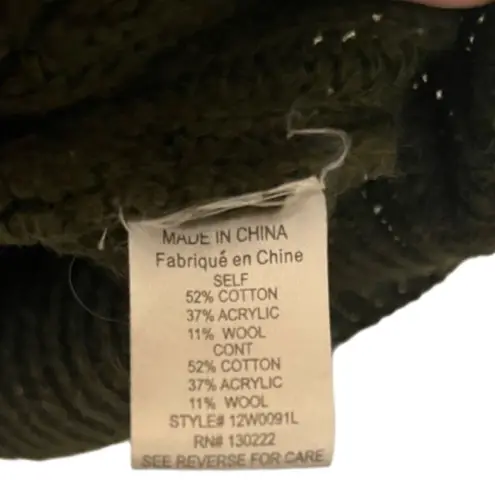 MADE IN CHINA
Fabriqué en Chine
SELF
52% COTTON
37% ACRYLIC
11% WOOL
CONT
52% COTTON
37% ACRYLIC
11% WOOL
STYLE# 12W0091L
RN# 130222
SEE REVERSE FOR CARE